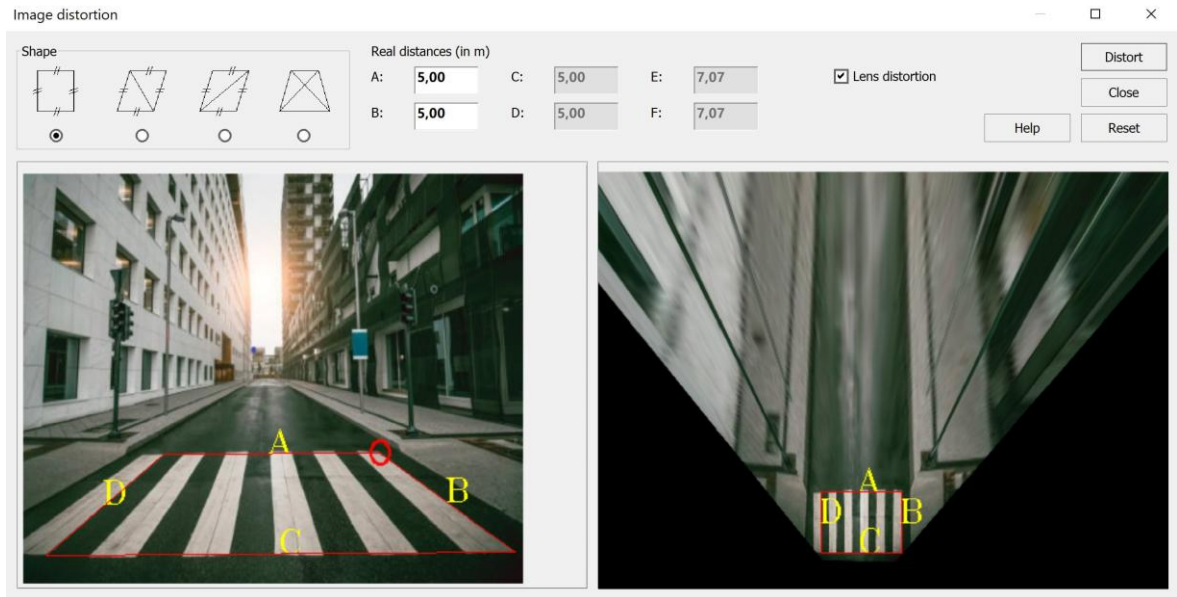 Image distortion
Shape
Real distances (in m)
A: 5,00 C: 5,00 E: 7,07
B: 5,00 D: 5,00 F: 7,07
Lens distortion
Distort
Close
Help Reset
A
D B
C
A
D B
C